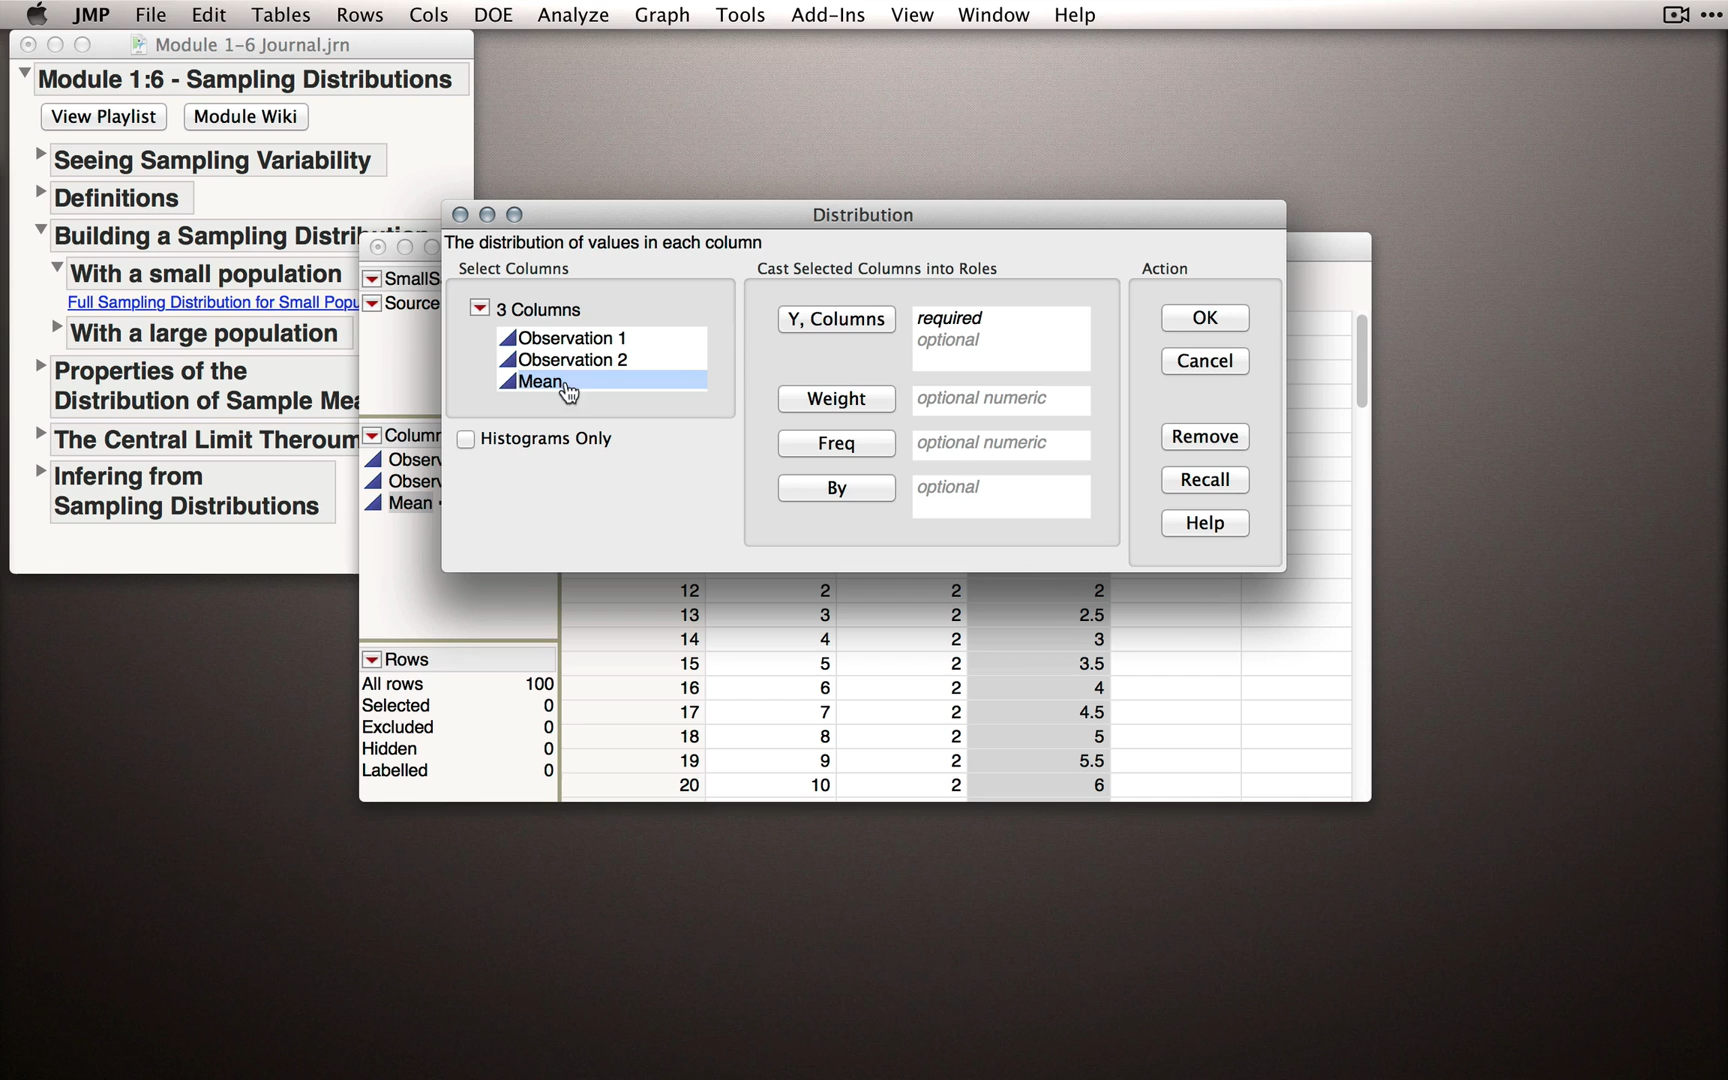 JMP File Edit Tables Rows Cols DOE Analyze Graph Tools Add-Ins View Window Help
Module 1-6 Journal.jrn
Module 1:6 - Sampling Distributions
View Playlist Module Wiki
Seeing Sampling Variability
Definitions
Building a Sampling Distri
With a small population
Full Sampling Distribution for Small Popu
With a large population
Properties of the
Distribution of Sample Mea
The Central Limit Theroum
Infering from
Sampling Distributions
SmallS
Source
Column
Observ
Observ
Mean
Rows
All rows 100
Selected 0
Excluded 0
Hidden 0
Labelled 0
Distribution
The distribution of values in each column
Select Columns
3 Columns
Observation 1
Observation 2
Mean
Histograms Only
Cast Selected Columns into Roles
Y, Columns required
optional
Weight optional numeric
Freq optional numeric
By optional
Action
OK
Cancel
Remove
Recall
Help
12 2 2 2
13 3 2 2.5
14 4 2 3
15 5 2 3.5
16 6 2 4
17 7 2 4.5
18 8 2 5
19 9 2 5.5
20 10 2 6